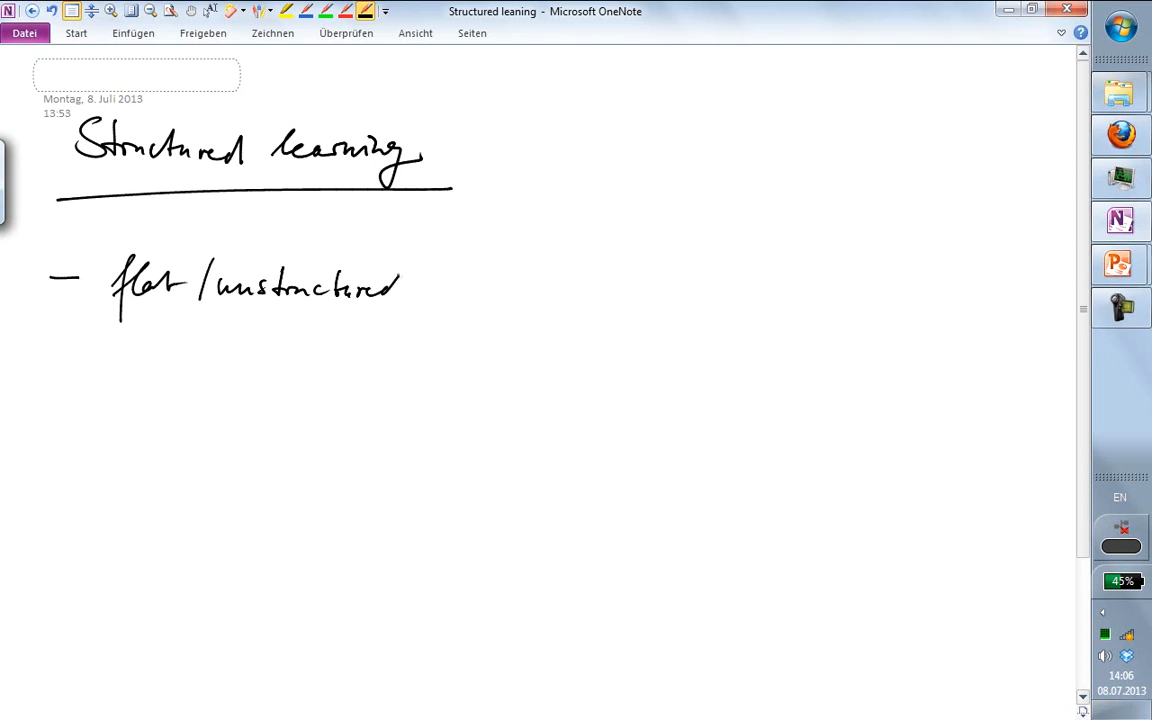 Structured leaning - Microsoft OneNote
Datei Start Einfügen Freigeben Zeichnen Überprüfen Ansicht Seiten
Montag, 8. Juli 2013
13:53
Structured learning
— flat / unstructured
EN
45%
14:06
08.07.2013